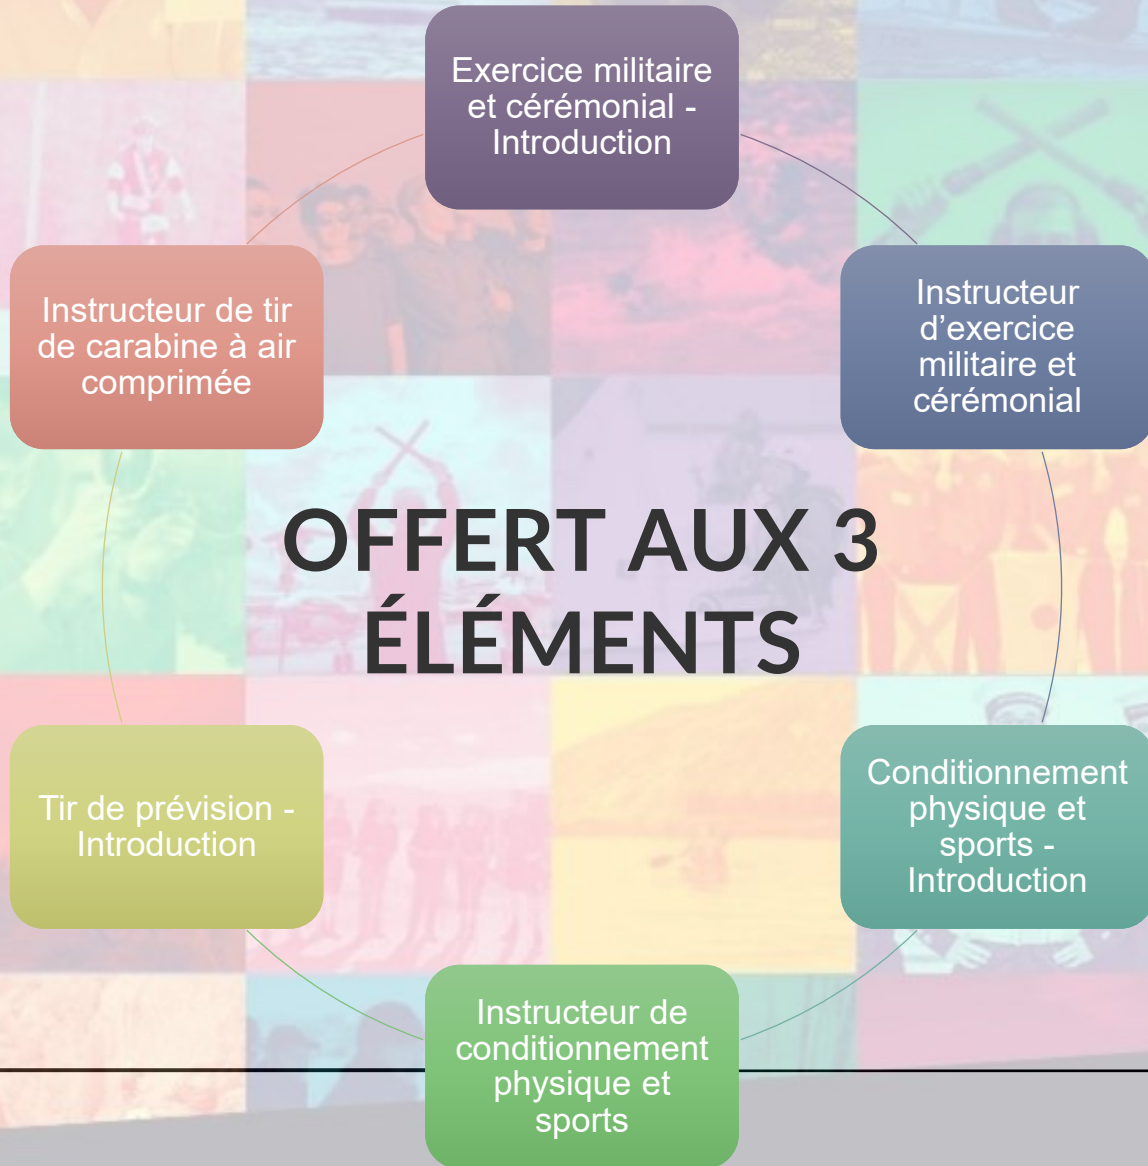 Exercice militaire
et cérémonial -
Introduction
Instructeur
d’exercice
militaire et
cérémonial
Conditionnement
physique et
sports -
Introduction
Instructeur de
conditionnement
physique et
sports
Tir de prévision -
Introduction
Instructeur de tir
de carabine à air
comprimée
OFFERT AUX 3
ÉLÉMENTS